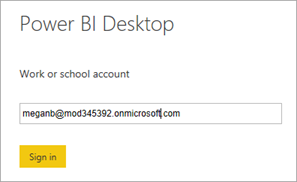 Power BI Desktop
Work or school account
meganb@mod345392.onmicrosoft.com
Sign in